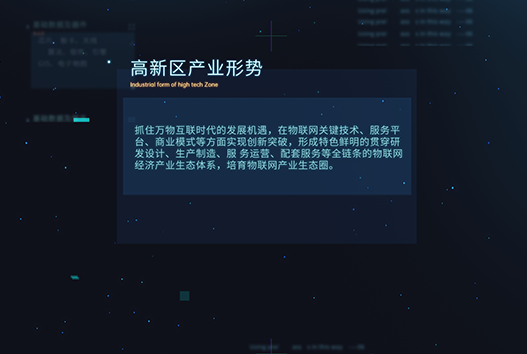 高新区产业形势
Industrial form of high tech Zone
抓住万物互联时代的发展机遇，在物联网关键技术、服务平
台、商业模式等方面实现创新突破，形成特色鲜明的贯穿研
发设计、生产制造、服 务运营、配套服务等全链条的物联网
经济产业生态体系，培育物联网产业生态圈。